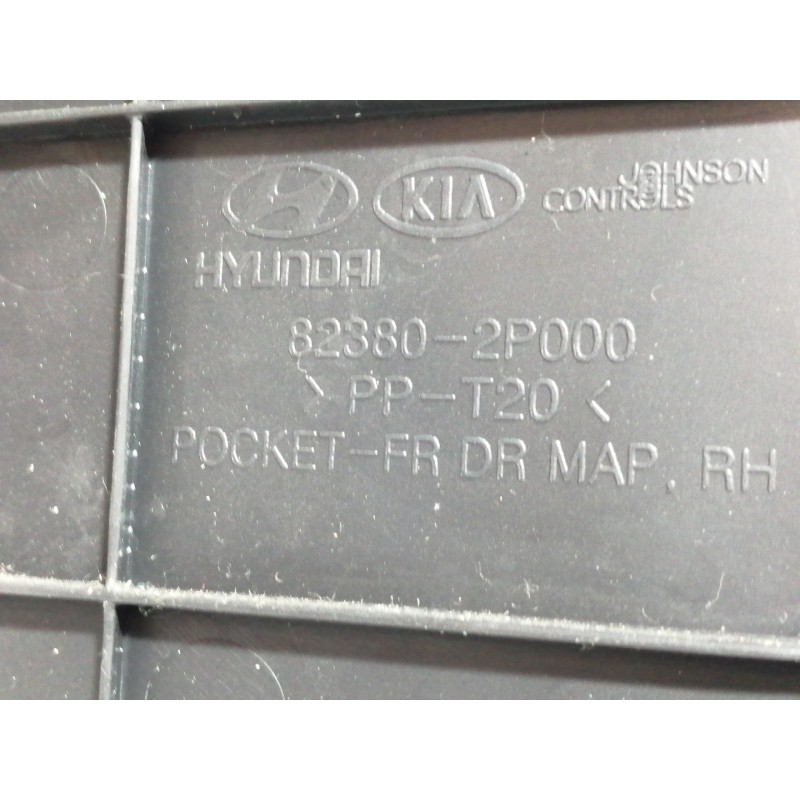 HYUNDAI
KIA
JOHNSON
CONTROLS
82380-2P000
>PP-T20<
POCKET-FR DR MAP, RH